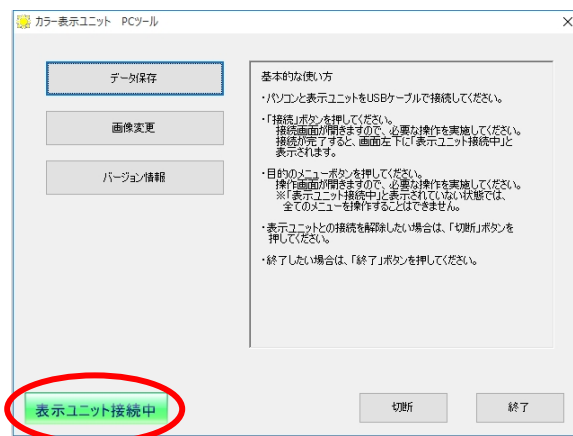 カラー表示ユニット PCツール
データ保存
画像変更
バージョン情報
基本的な使い方
・パソコンと表示ユニットをUSBケーブルで接続してください。
・「接続」ボタンを押してください。
接続画面が開きますので、必要な操作を実施してください。
接続が完了すると、画面左下に「表示ユニット接続中」と
表示されます。
・目的のメニューボタンを押してください。
操作画面が開きますので、必要な操作を実施してください。
※「表示ユニット接続中」と表示されていない状態では、
全てのメニューを操作することはできません。
・表示ユニットとの接続を解除したい場合は、「切断」ボタンを
押してください。
・終了したい場合は、「終了」ボタンを押してください。
表示ユニット接続中
切断
終了